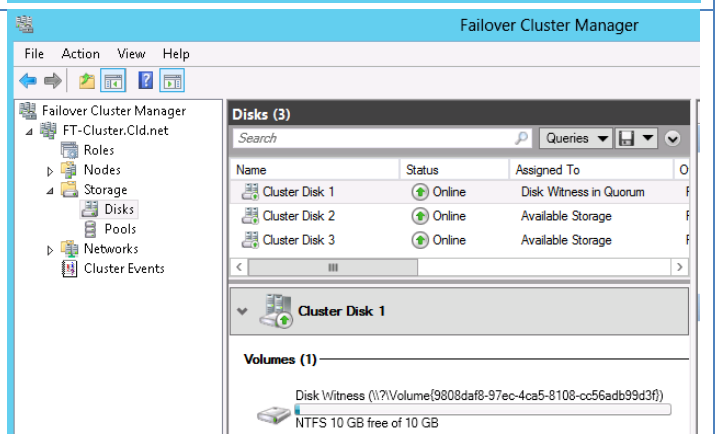 Failover Cluster Manager
File Action View Help
Failover Cluster Manager
FT-Cluster.Cld.net
Roles
Nodes
Storage
Disks
Pools
Networks
Cluster Events
Disks (3)
Search Queries
Name Status Assigned To O
Cluster Disk 1 Online Disk Witness in Quorum F
Cluster Disk 2 Online Available Storage F
Cluster Disk 3 Online Available Storage F
Cluster Disk 1
Volumes (1)
Disk Witness (\\?\Volume{9808daf8-97ec-4ca5-8108-cc56adb99d3f})
NTFS 10 GB free of 10 GB